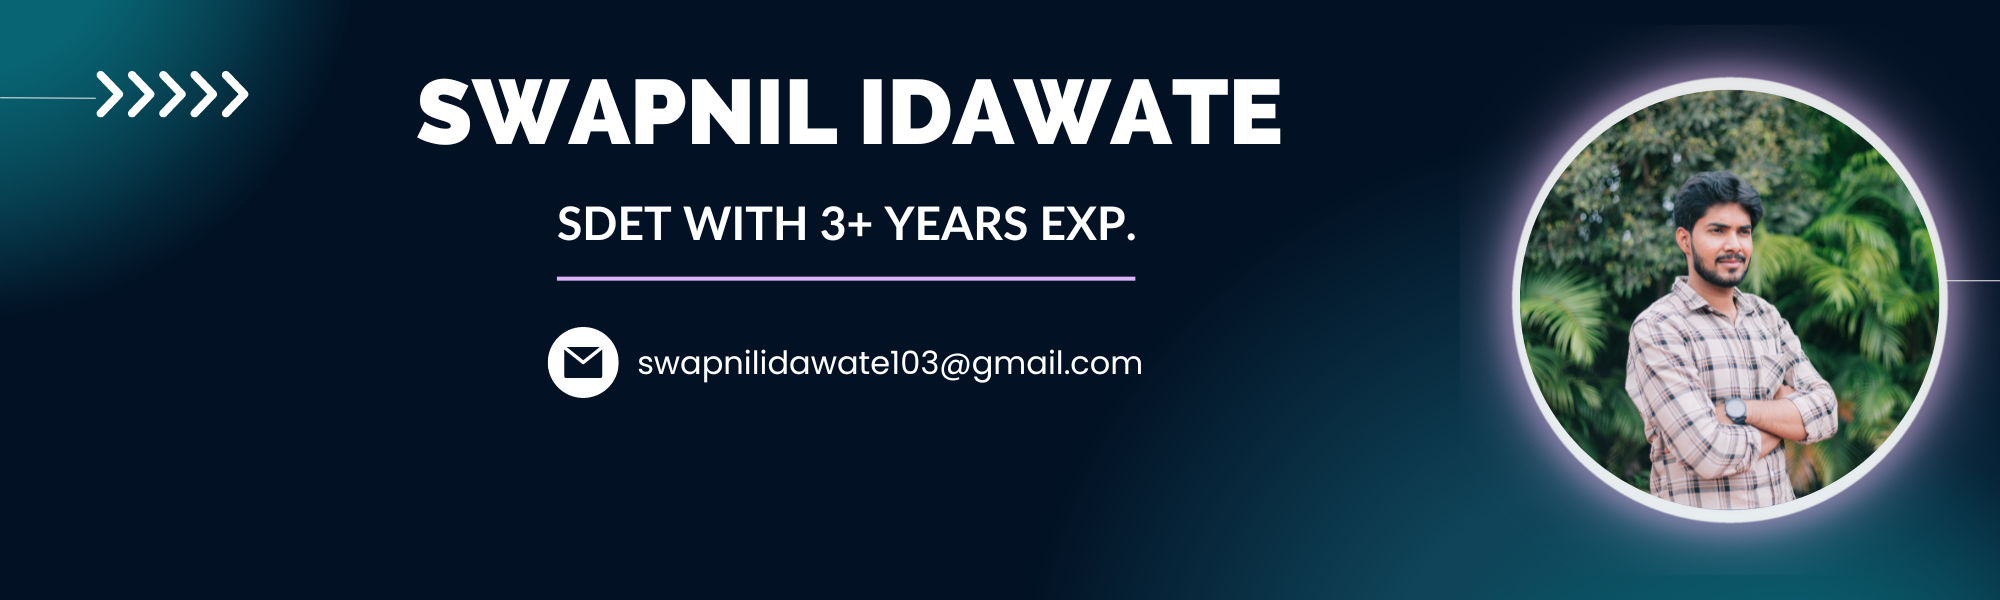 SWAPNIL IDAWATE
SDET WITH 3+ YEARS EXP.
swapnilidawate103@gmail.com